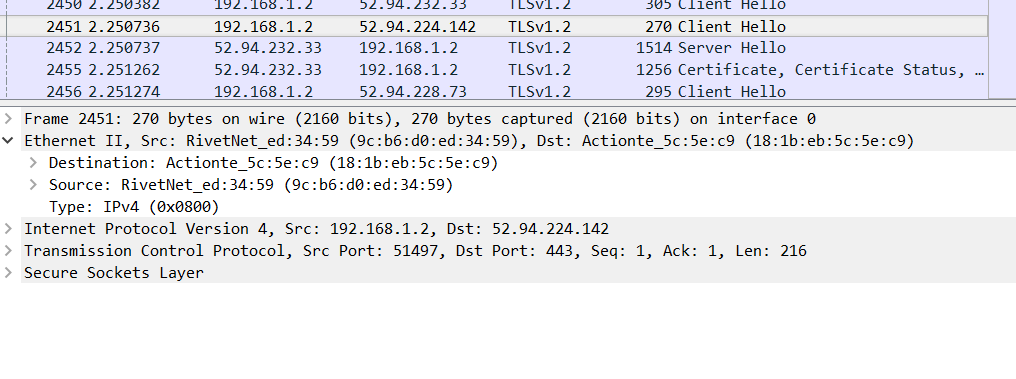 2450 2.250382 192.168.1.2 52.94.232.33 TLSv1.2 305 Client Hello
2451 2.250736 192.168.1.2 52.94.224.142 TLSv1.2 270 Client Hello
2452 2.250737 52.94.232.33 192.168.1.2 TLSv1.2 1514 Server Hello
2455 2.251262 52.94.232.33 192.168.1.2 TLSv1.2 1256 Certificate, Certificate Status, …
2456 2.251274 192.168.1.2 52.94.228.73 TLSv1.2 295 Client Hello
Frame 2451: 270 bytes on wire (2160 bits), 270 bytes captured (2160 bits) on interface 0
Ethernet II, Src: RivetNet_ed:34:59 (9c:b6:d0:ed:34:59), Dst: Actionte_5c:5e:c9 (18:1b:eb:5c:5e:c9)
Destination: Actionte_5c:5e:c9 (18:1b:eb:5c:5e:c9)
Source: RivetNet_ed:34:59 (9c:b6:d0:ed:34:59)
Type: IPv4 (0x0800)
Internet Protocol Version 4, Src: 192.168.1.2, Dst: 52.94.224.142
Transmission Control Protocol, Src Port: 51497, Dst Port: 443, Seq: 1, Ack: 1, Len: 216
Secure Sockets Layer